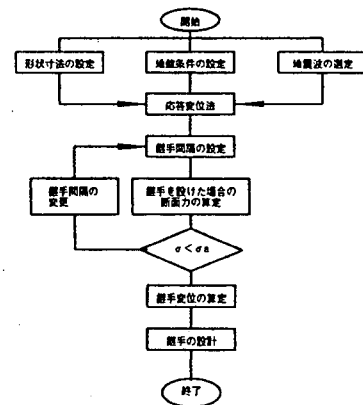 開始
形状寸法の設定
地盤条件の設定
地震波の選定
応答変位法
継手間隔の設定
継手間隔の
変更
継手を設けた場合の
断面力の算定
σ<σa
継手変位の算定
継手の設計
終了